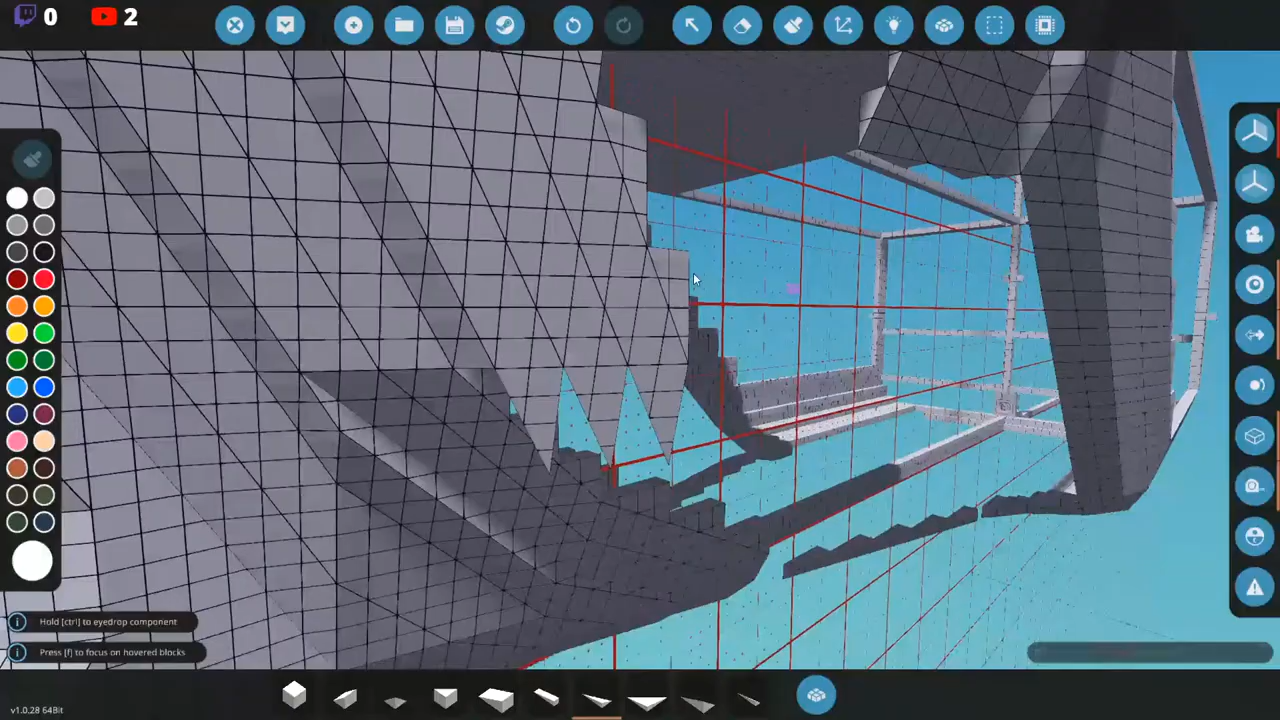 0
2
Hold [ctrl] to eyedrop component
Press [f] to focus on hovered blocks
v1.0.28 64Bit